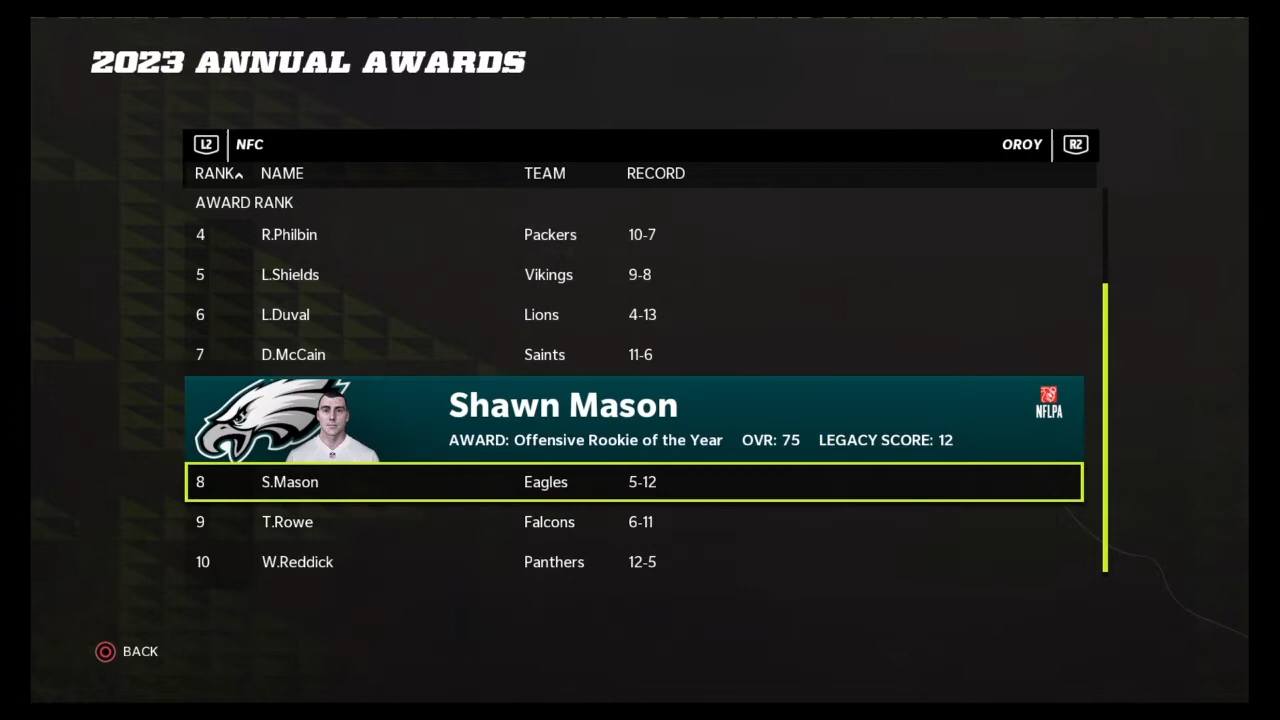 2023 ANNUAL AWARDS
L2 NFC OROY R2
RANK NAME TEAM RECORD
AWARD RANK
4 R.Philbin Packers 10-7
5 L.Shields Vikings 9-8
6 L.Duval Lions 4-13
7 D.McCain Saints 11-6
Shawn Mason
NFLPA
AWARD: Offensive Rookie of the Year OVR: 75 LEGACY SCORE: 12
8 S.Mason Eagles 5-12
9 T.Rowe Falcons 6-11
10 W.Reddick Panthers 12-5
BACK